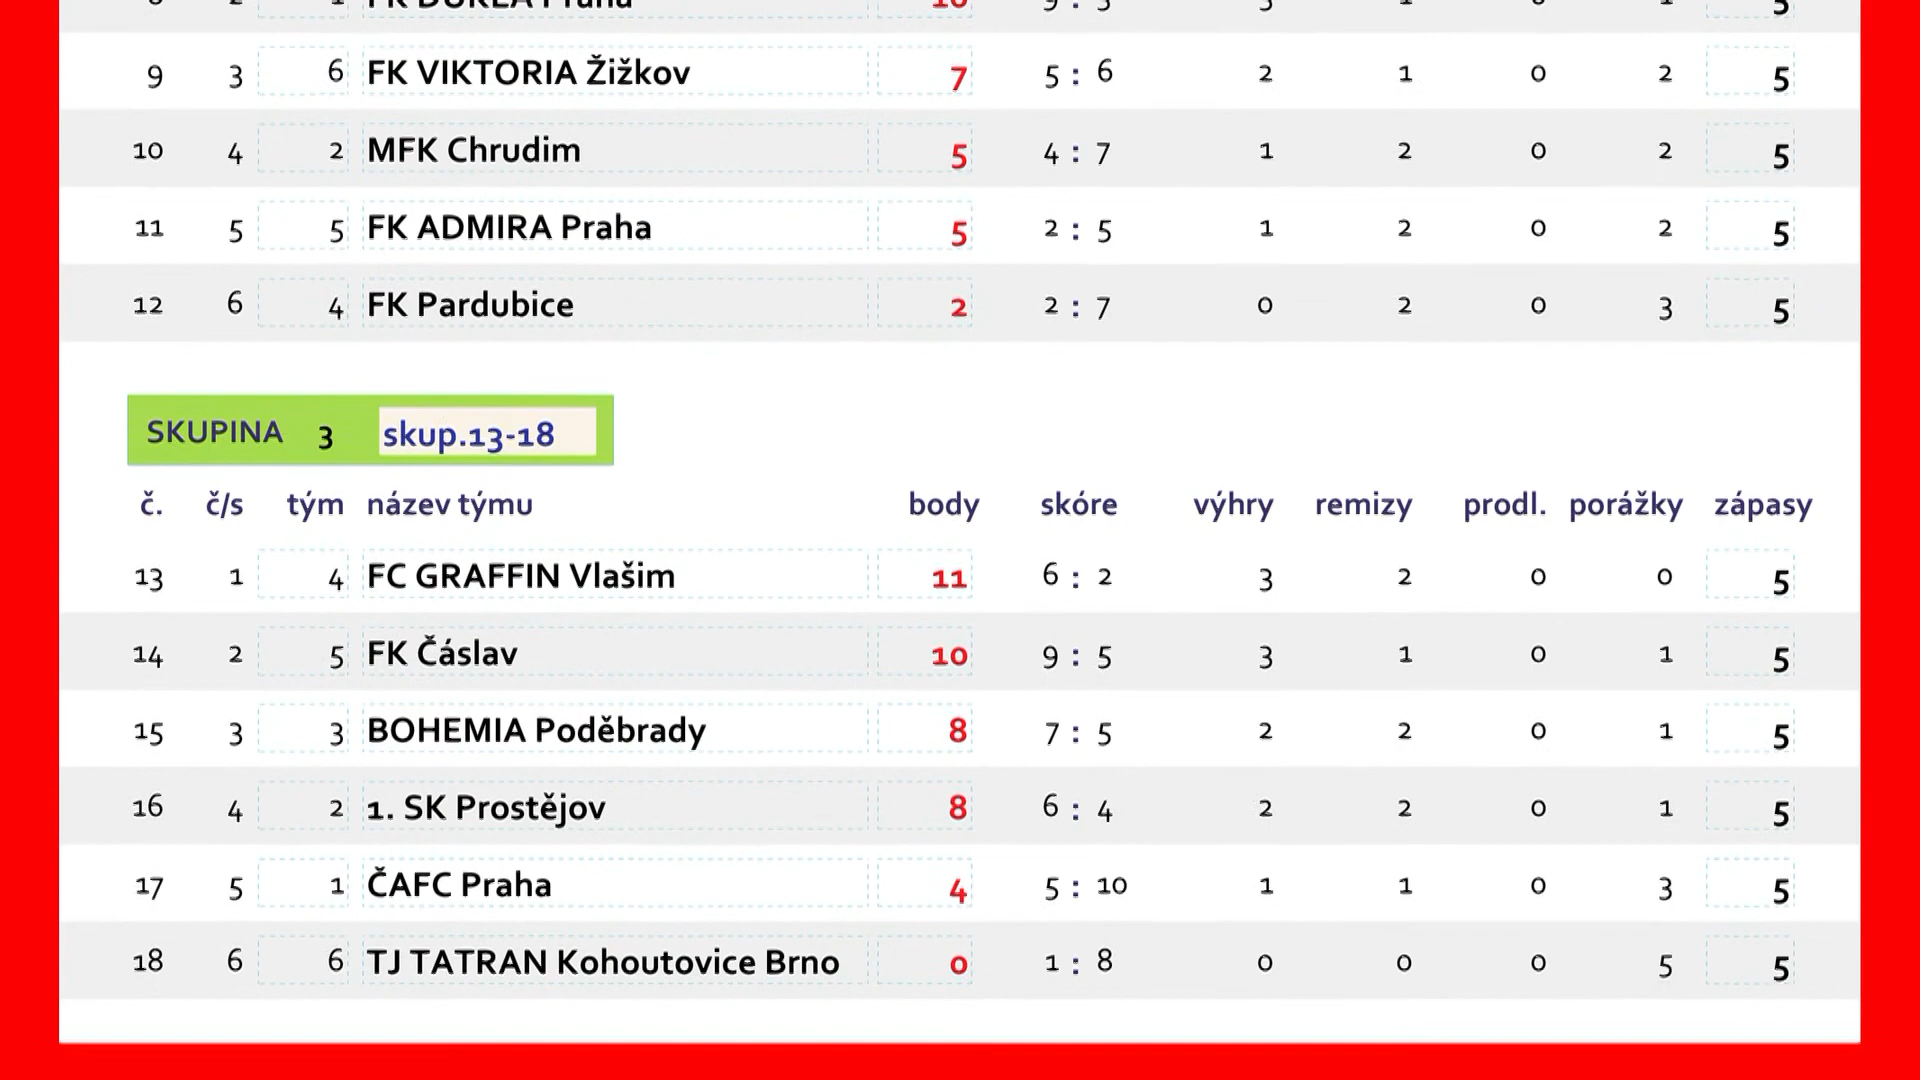 FK DUKLA Praha
9 3 6 FK VIKTORIA Žižkov 7 5 : 6 2 1 0 2 5
10 4 2 MFK Chrudim 5 4 : 7 1 2 0 2 5
11 5 5 FK ADMIRA Praha 5 2 : 5 1 2 0 2 5
12 6 4 FK Pardubice 2 2 : 7 0 2 0 3 5
SKUPINA 3 skup.13-18
č. č/s tým název týmu body skóre výhry remizy prodl. porážky zápasy
13 1 4 FC GRAFFIN Vlašim 11 6 : 2 3 2 0 0 5
14 2 5 FK Čáslav 10 9 : 5 3 1 0 1 5
15 3 3 BOHEMIA Poděbrady 8 7 : 5 2 2 0 1 5
16 4 2 1. SK Prostějov 8 6 : 4 2 2 0 1 5
17 5 1 ČAFC Praha 4 5 : 10 1 1 0 3 5
18 6 6 TJ TATRAN Kohoutovice Brno 0 1 : 8 0 0 0 5 5